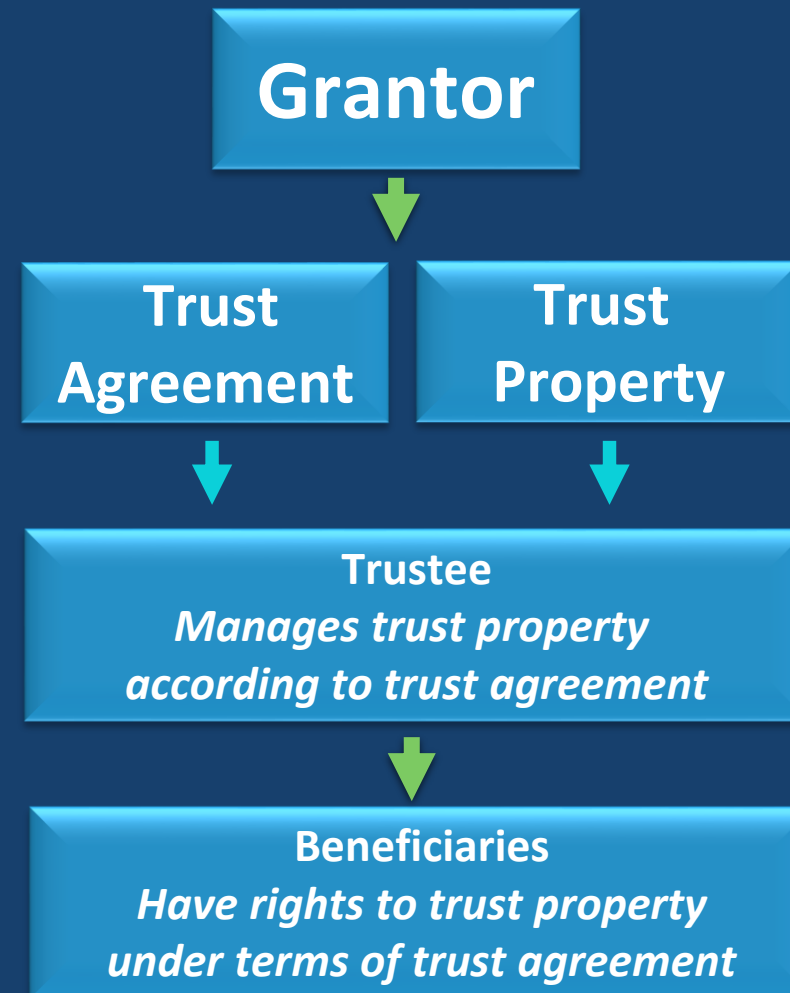 Grantor
Trust
Agreement
Trust
Property
Trustee
Manages trust property
according to trust agreement
Beneficiaries
Have rights to trust property
under terms of trust agreement